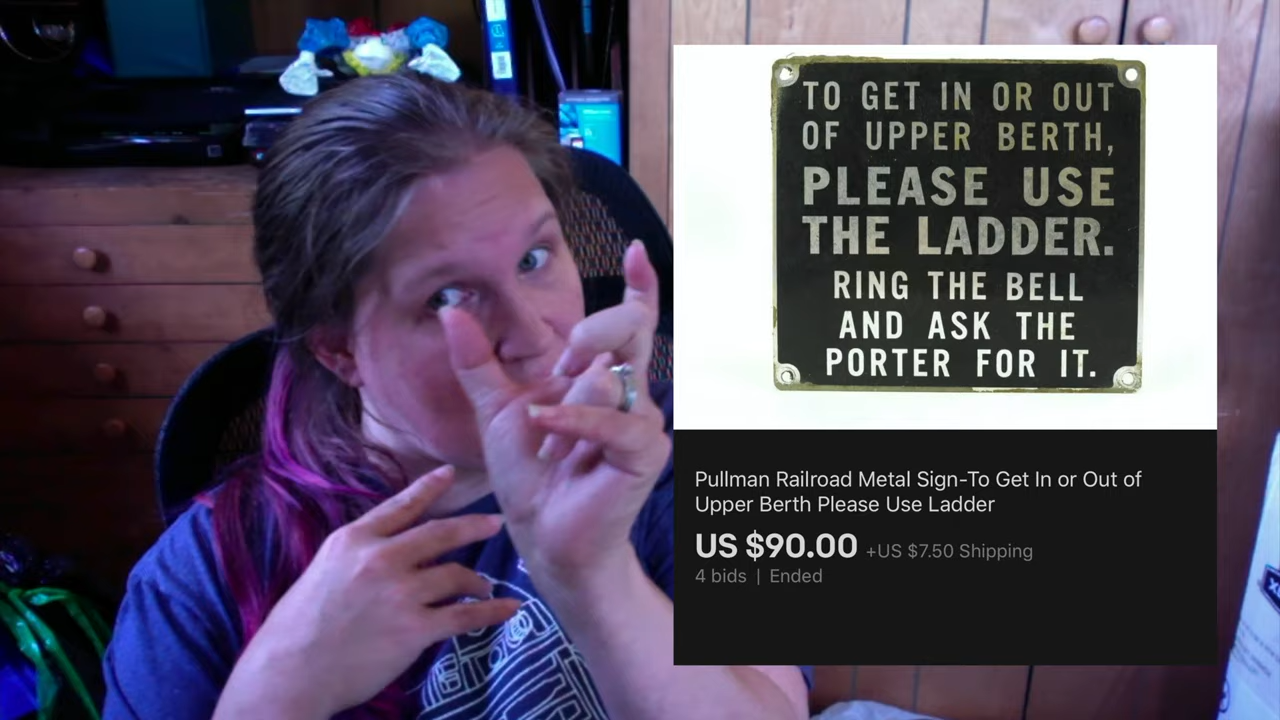 TO GET IN OR OUT
OF UPPER BERTH,
PLEASE USE
THE LADDER.
RING THE BELL
AND ASK THE
PORTER FOR IT.
Pullman Railroad Metal Sign-To Get In or Out of
Upper Berth Please Use Ladder
US $90.00 +US $7.50 Shipping
4 bids | Ended